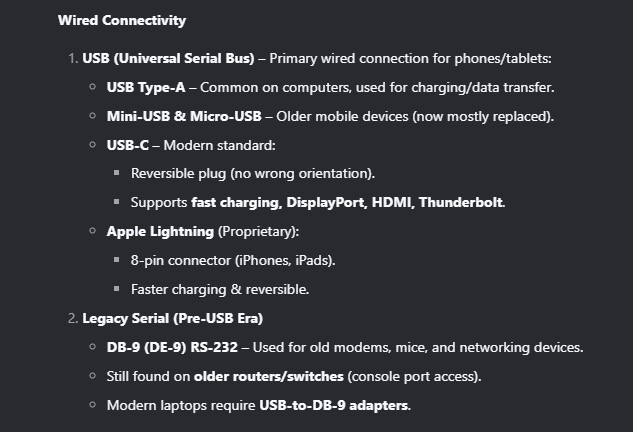 Wired Connectivity
1. USB (Universal Serial Bus) – Primary wired connection for phones/tablets:
○ USB Type-A – Common on computers, used for charging/data transfer.
○ Mini-USB & Micro-USB – Older mobile devices (now mostly replaced).
○ USB-C – Modern standard:
▪ Reversible plug (no wrong orientation).
▪ Supports fast charging, DisplayPort, HDMI, Thunderbolt.
○ Apple Lightning (Proprietary):
▪ 8-pin connector (iPhones, iPads).
▪ Faster charging & reversible.
2. Legacy Serial (Pre-USB Era)
○ DB-9 (DE-9) RS-232 – Used for old modems, mice, and networking devices.
○ Still found on older routers/switches (console port access).
○ Modern laptops require USB-to-DB-9 adapters.